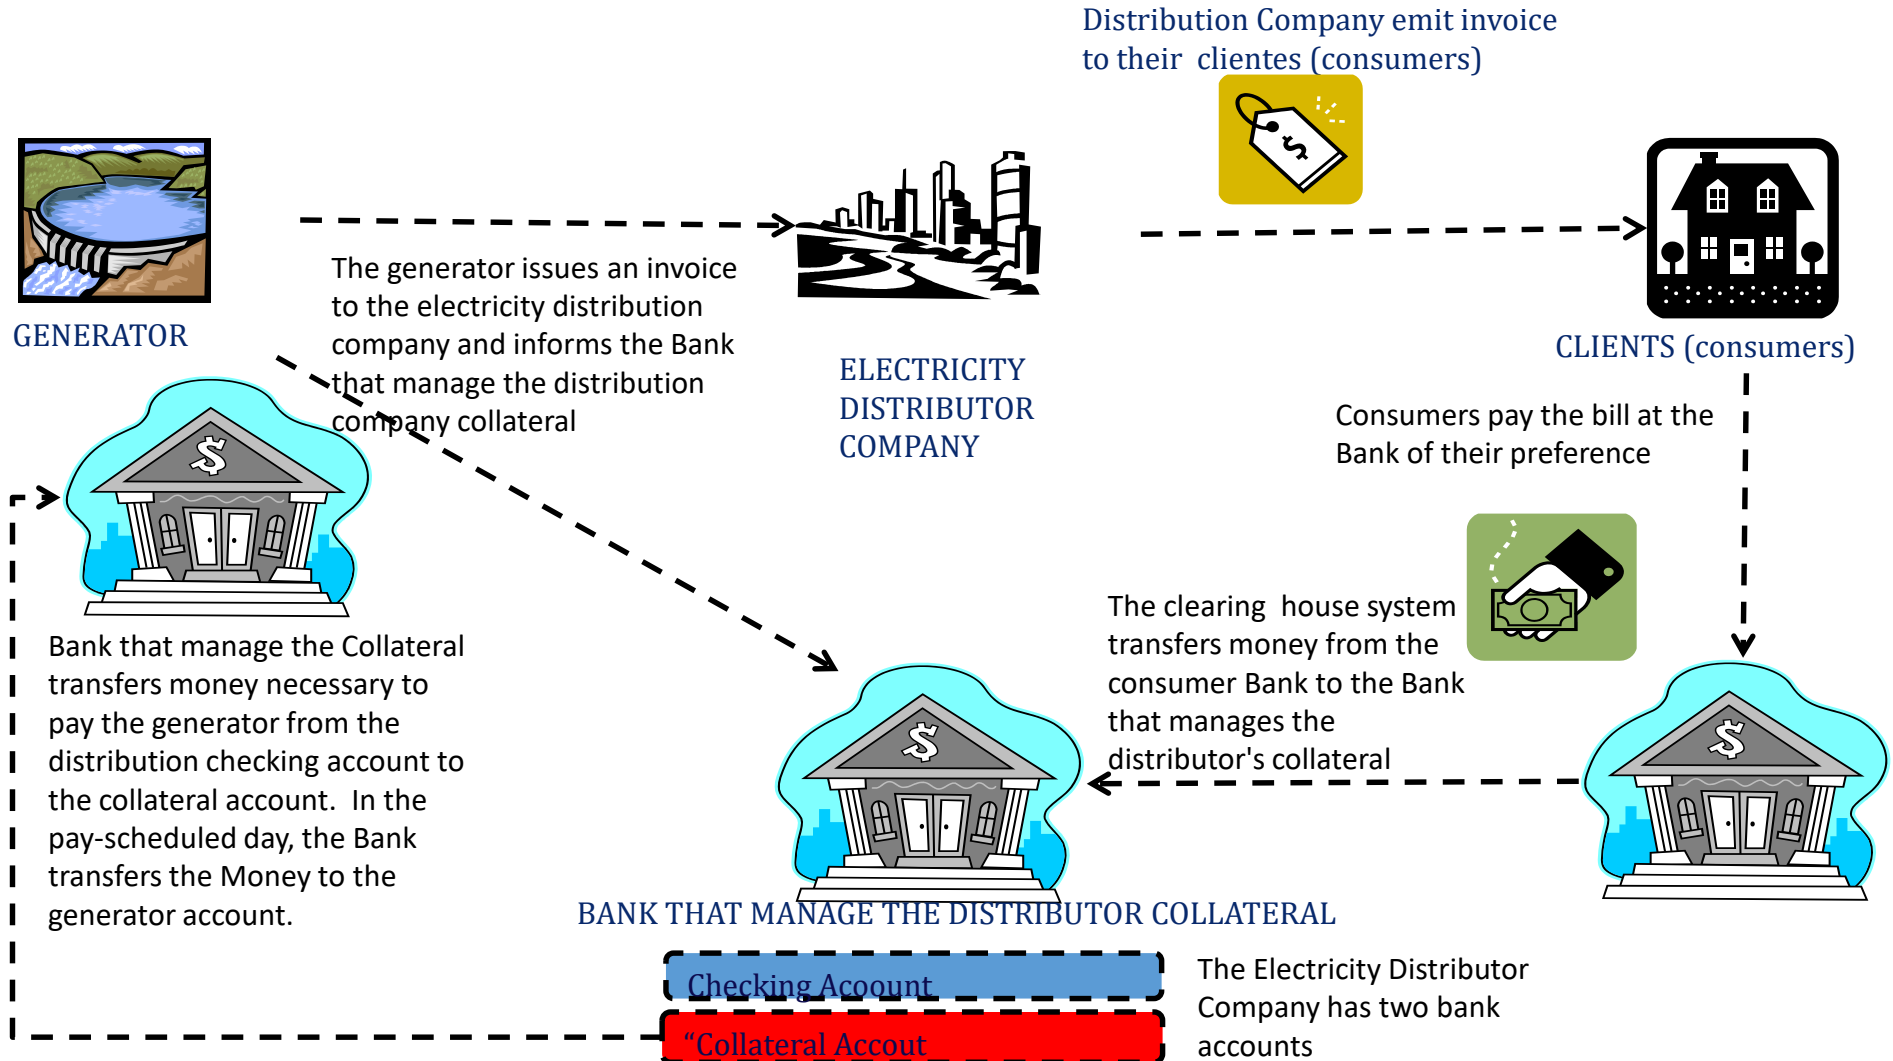 Distribution Company emit invoice
to their clientes (consumers)
The generator issues an invoice
to the electricity distribution
company and informs the Bank
that manage the distribution
company collateral
GENERATOR
ELECTRICITY
DISTRIBUTOR
COMPANY
CLIENTS (consumers)
Consumers pay the bill at the
Bank of their preference
The clearing house system
transfers money from the
consumer Bank to the Bank
that manages the
distributor's collateral
Bank that manage the Collateral
transfers money necessary to
pay the generator from the
distribution checking account to
the collateral account. In the
pay-scheduled day, the Bank
transfers the Money to the
generator account.
BANK THAT MANAGE THE DISTRIBUTOR COLLATERAL
Checking Acoount
“Collateral Accout
The Electricity Distributor
Company has two bank
accounts